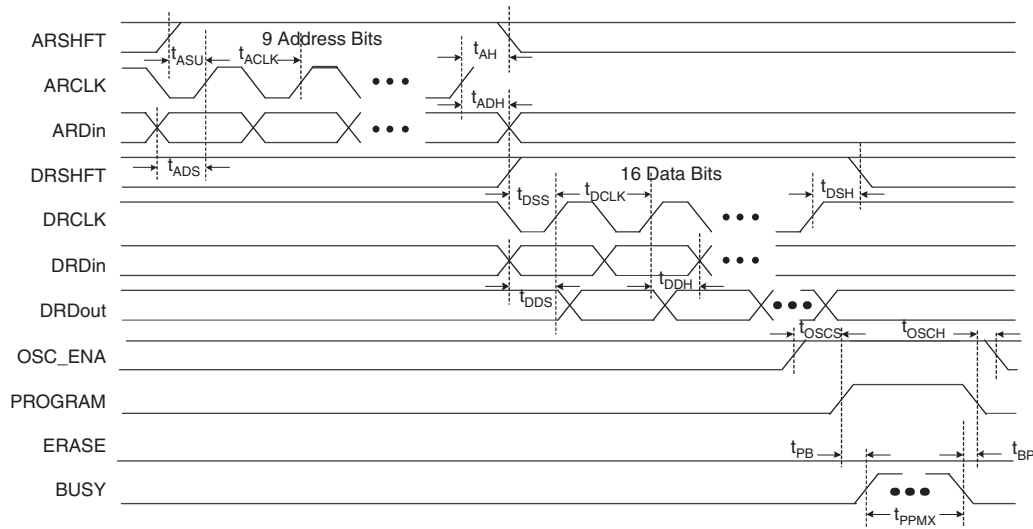 ARSHFT
9 Address Bits
tASU
tACLK
tAH
ARCLK
tADH
ARDin
tADS
DRSHFT
16 Data Bits
tDSS
tDCLK
tDSH
DRCLK
DRDin
tDDS
tDDH
DRDout
tOSCS
tOSCH
OSC_ENA
PROGRAM
ERASE
tPB
tBP
BUSY
tPPMX